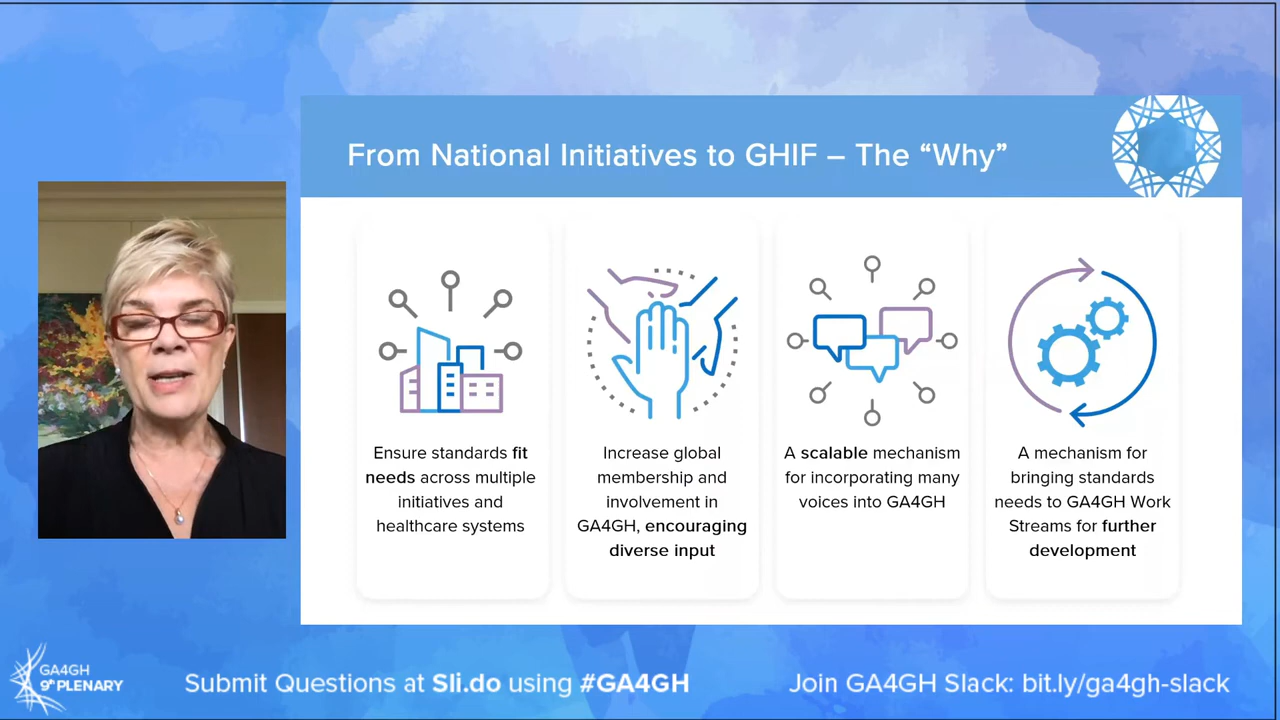 From National Initiatives to GHIF – The “Why”
Ensure standards fit
needs across multiple
initiatives and
healthcare systems
Increase global
membership and
involvement in
GA4GH, encouraging
diverse input
A scalable mechanism
for incorporating many
voices into GA4GH
A mechanism for
bringing standards
needs to GA4GH Work
Streams for further
development
GA4GH
9th PLENARY
Submit Questions at Sli.do using #GA4GH
Join GA4GH Slack: bit.ly/ga4gh-slack